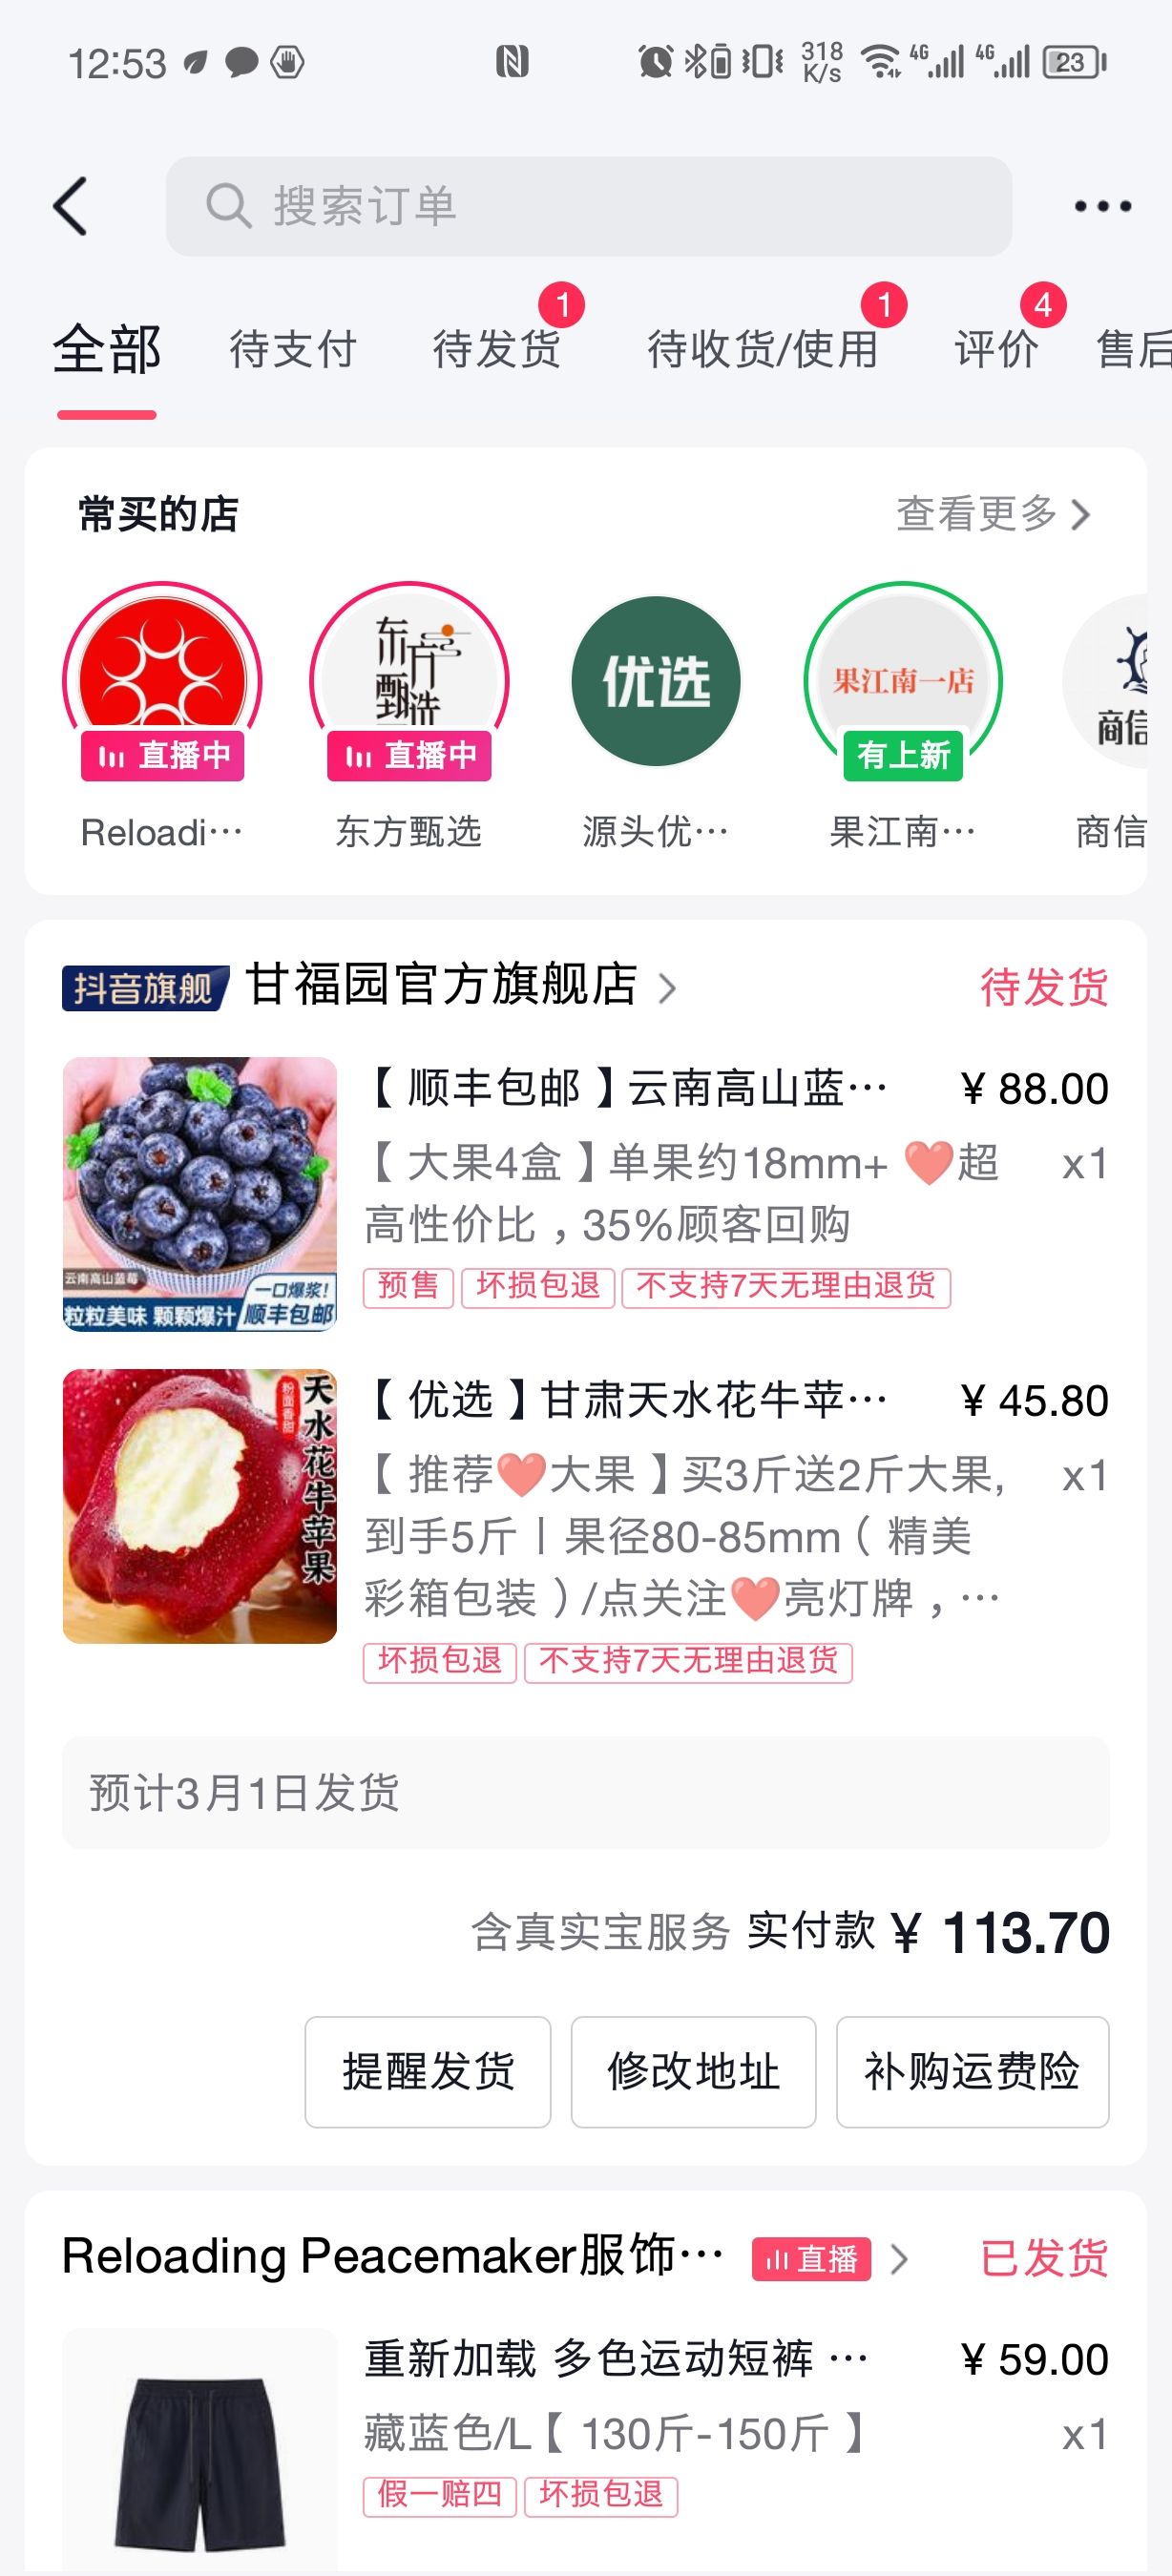 12:53
318 K/s
4G
4G
23
搜索订单
全部 待支付 待发货 1 待收货/使用 1 评价 4 售后
常买的店 查看更多
东方甄选 优选 果江南一店 商信
直播中 直播中 有上新
Reloadi… 东方甄选 源头优… 果江南… 商信
抖音旗舰 甘福园官方旗舰店 待发货
【顺丰包邮】云南高山蓝… ¥ 88.00
【大果4盒】单果约18mm+ ❤️超 x1
高性价比，35%顾客回购
预售 坏损包退 不支持7天无理由退货
云南高山蓝莓
一口爆浆!
粒粒美味 颗颗爆汁 顺丰包邮
【优选】甘肃天水花牛苹… ¥ 45.80
【推荐❤️大果】买3斤送2斤大果, x1
到手5斤丨果径80-85mm（精美
彩箱包装）/点关注❤️亮灯牌，…
坏损包退 不支持7天无理由退货
粉面香甜
天水花牛苹果
预计3月1日发货
含真实宝服务 实付款 ¥ 113.70
提醒发货 修改地址 补购运费险
Reloading Peacemaker服饰… 直播 已发货
重新加载 多色运动短裤 … ¥ 59.00
藏蓝色/L【130斤-150斤】 x1
假一赔四 坏损包退